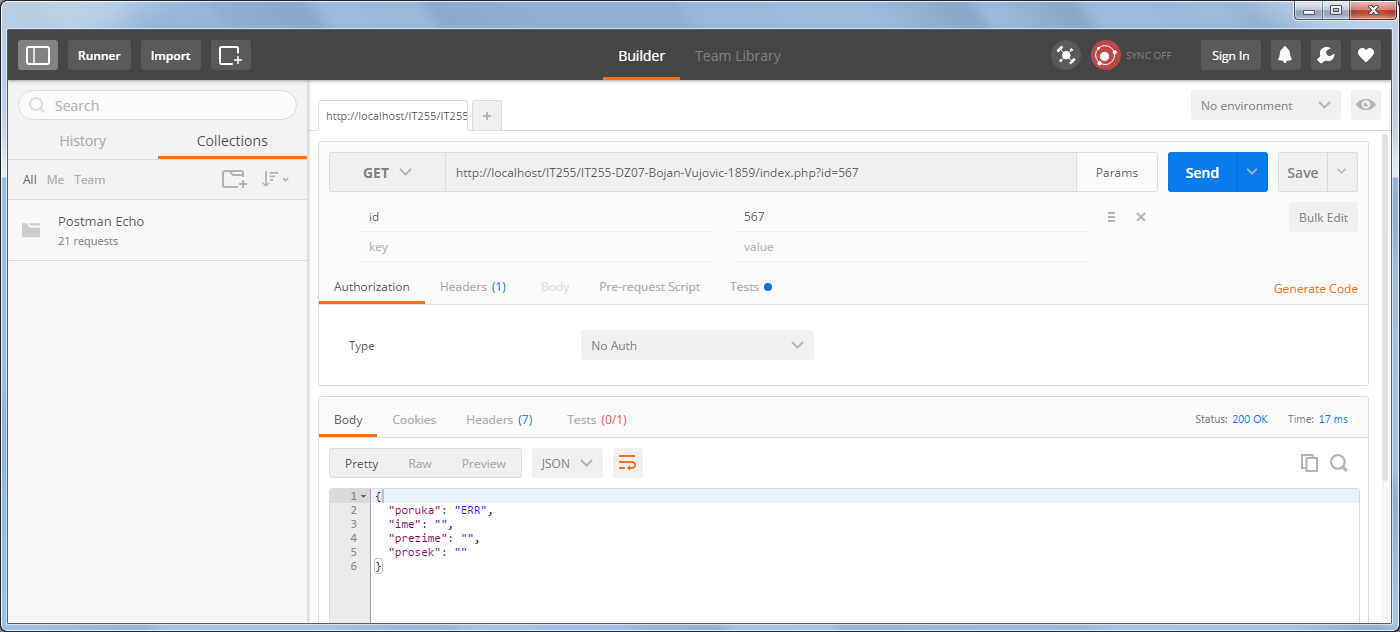 Runner Import Builder Team Library SYNC OFF Sign In
Search
History Collections
All Me Team
Postman Echo
21 requests
http://localhost/IT255/IT255 + No environment
GET http://localhost/IT255/IT255-DZ07-Bojan-Vujovic-1859/index.php?id=567 Params Send Save
id 567 Bulk Edit
key value
Authorization Headers (1) Body Pre-request Script Tests Generate Code
Type No Auth
Body Cookies Headers (7) Tests (0/1) Status: 200 OK Time: 17 ms
Pretty Raw Preview JSON
1 {
2 "poruka": "ERR",
3 "ime": "",
4 "prezime": "",
5 "prosek": ""
6 }